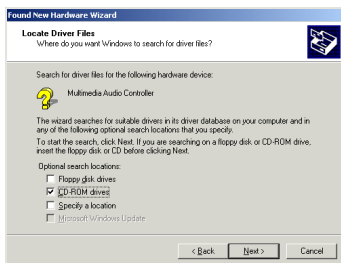 Found New Hardware Wizard
Locate Driver Files
Where do you want Windows to search for driver files?
Search for driver files for the following hardware device:
Multimedia Audio Controller
The wizard searches for suitable drivers in its driver database on your computer and in
any of the following optional search locations that you specify.
To start the search, click Next. If you are searching on a floppy disk or CD-ROM drive,
insert the floppy disk or CD before clicking Next.
Optional search locations:
Floppy disk drives
CD-ROM drives
Specify a location
Microsoft Windows Update
< Back
Next >
Cancel